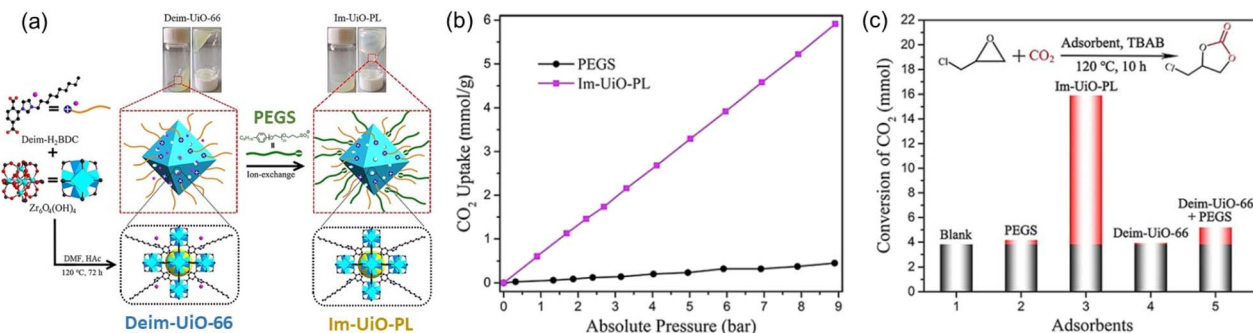 (a)
Deim-UiO-66
Im-UiO-PL
Deim-H₂BDC
+
Zr₆O₄(OH)₄
PEGS
Ion-exchange
DMF, HAc
120 °C, 72 h
Deim-UiO-66
Im-UiO-PL
(b)
CO₂ Uptake (mmol/g)
6
5
4
3
2
1
0
PEGS
Im-UiO-PL
0 1 2 3 4 5 6 7 8 9
Absolute Pressure (bar)
(c)
Conversion of CO₂ (mmol)
22
20
18
16
14
12
10
8
6
4
2
0
O
Cl
+CO₂
Adsorbent, TBAB
120 °C, 10 h
O
O
O
Cl
Im-UiO-PL
Blank
PEGS
Deim-UiO-66
Deim-UiO-66
+ PEGS
1 2 3 4 5
Adsorbents